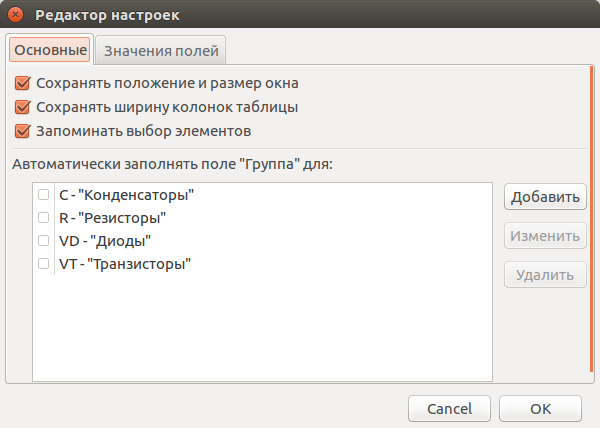 Редактор настроек
Основные
Значения полей
Сохранять положение и размер окна
Сохранять ширину колонок таблицы
Запоминать выбор элементов
Автоматически заполнять поле "Группа" для:
C - "Конденсаторы"
R - "Резисторы"
VD - "Диоды"
VT - "Транзисторы"
Добавить
Изменить
Удалить
Cancel
OK